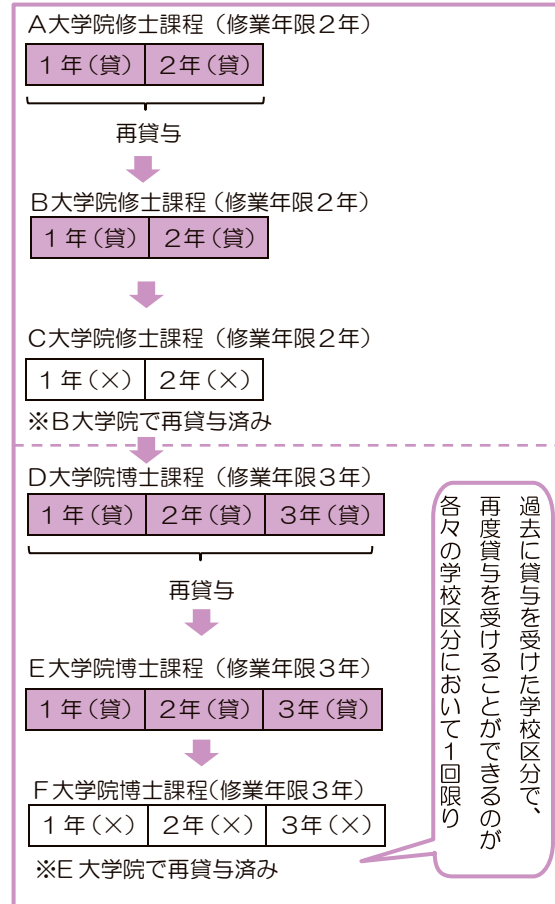 A大学院修士課程（修業年限２年）
１年（貸） ２年（貸）
再貸与
B大学院修士課程（修業年限２年）
１年（貸） ２年（貸）
C大学院修士課程（修業年限２年）
１年（×） ２年（×）
※B大学院で再貸与済み
D大学院博士課程（修業年限３年）
１年（貸） ２年（貸） ３年（貸）
再貸与
E大学院博士課程（修業年限３年）
１年（貸） ２年（貸） ３年（貸）
F大学院博士課程(修業年限３年）
１年（×） ２年（×） ３年（×）
※E 大学院で再貸与済み
過去に貸与を受けた学校区分で、
再度貸与を受けることができるのが
各々の学校区分において１回限り